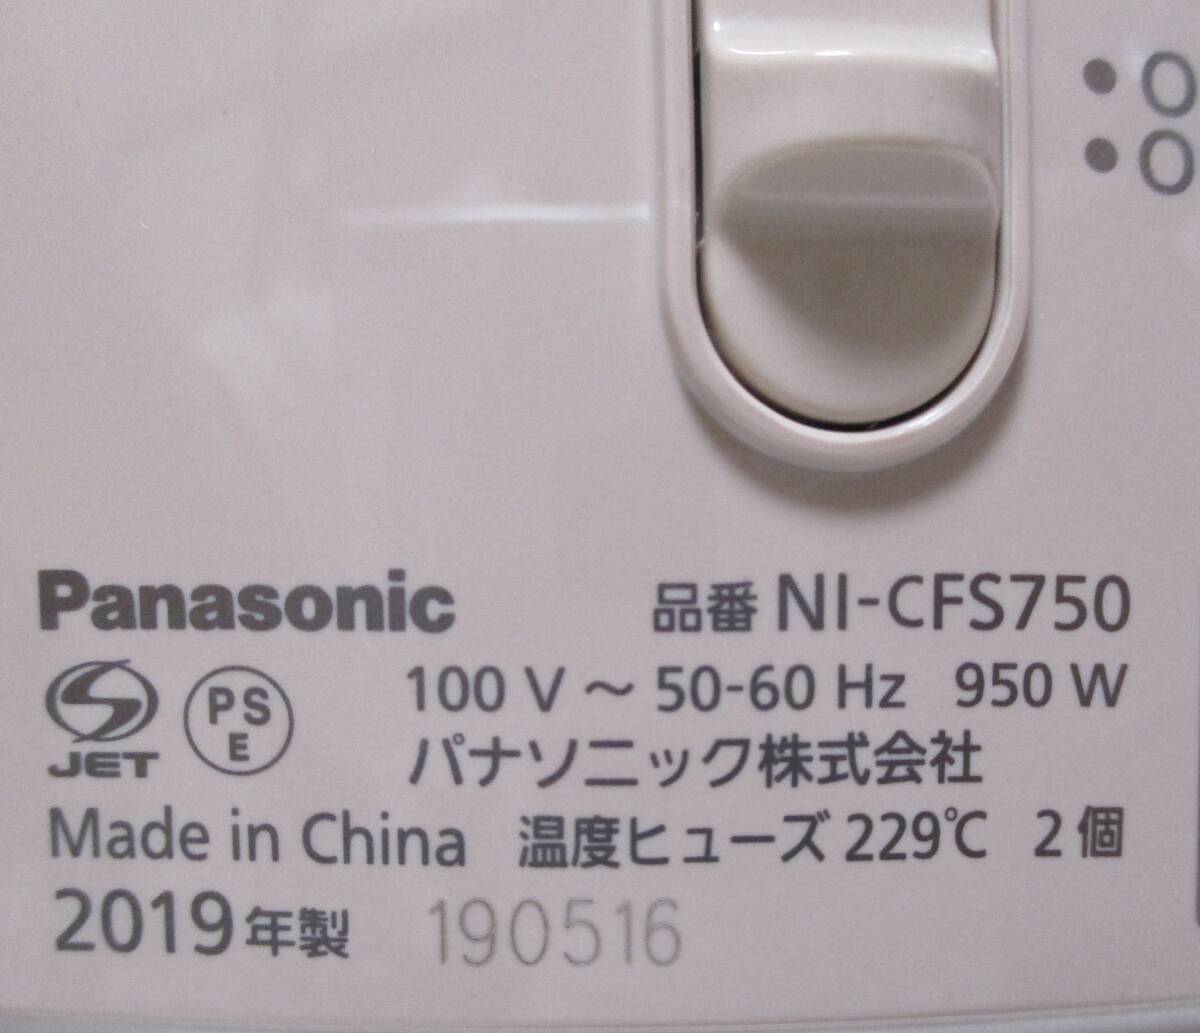 Panasonic 品番 NI-CFS750
JET PS E 100 V ～ 50-60 Hz 950 W
パナソニック株式会社
Made in China 温度ヒューズ 229℃ 2個
2019年製 190516